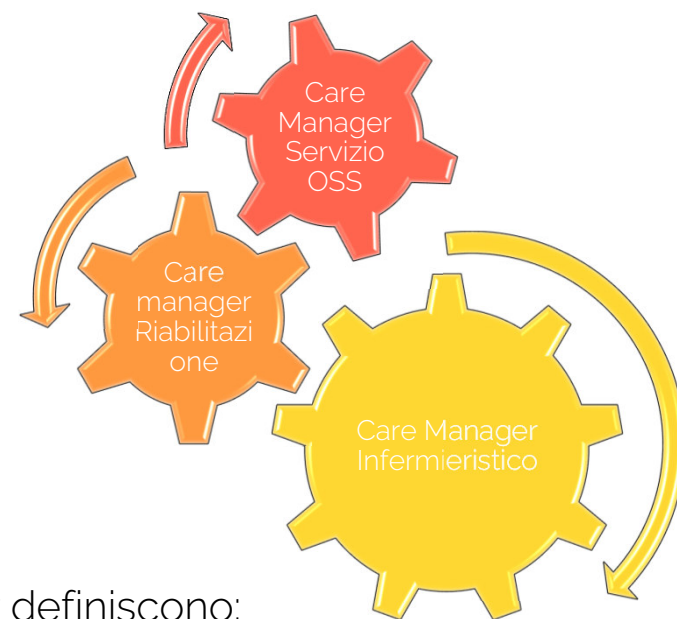 Care
Manager
Servizio
OSS
Care
manager
Riabilitazi
one
Care Manager
Infermieristico
definiscono: